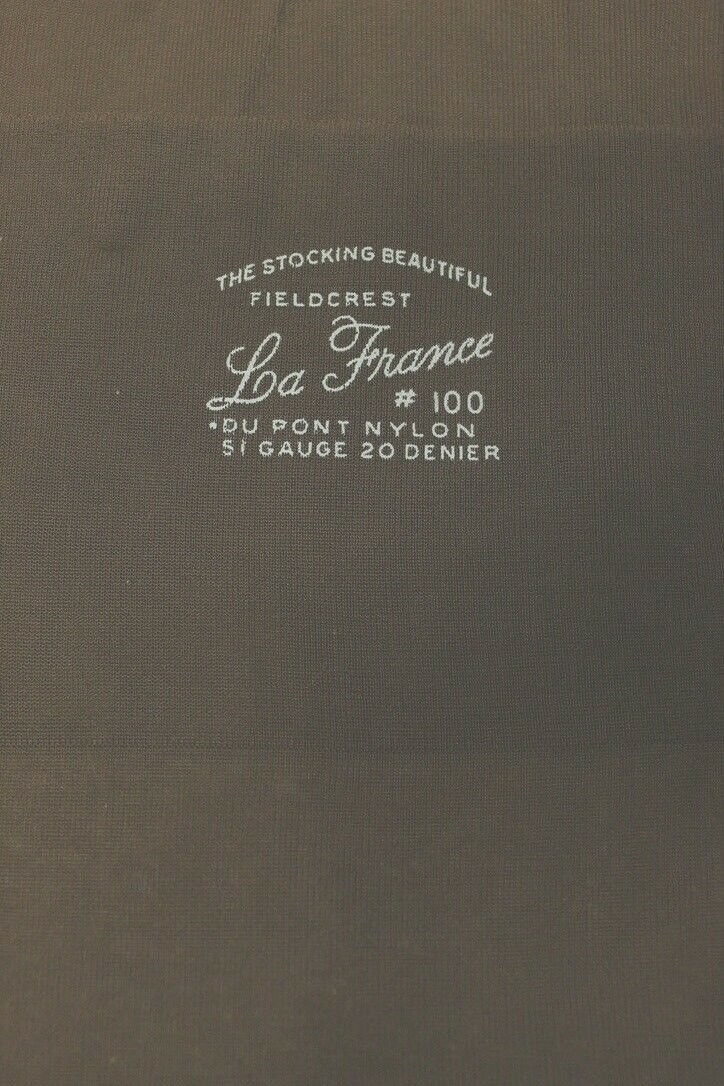 THE STOCKING BEAUTIFUL
FIELDCREST
La France
# 100
•DU PONT NYLON
51 GAUGE 20 DENIER